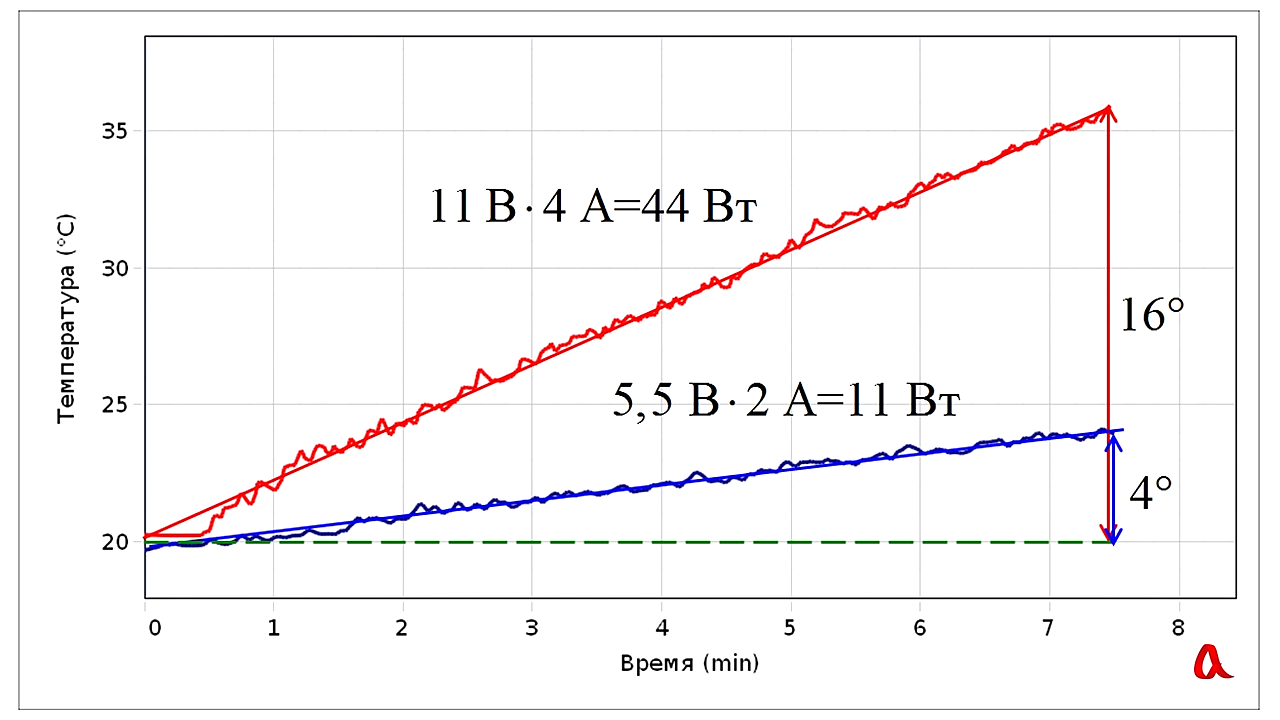 35
30
25
20
Температура (°C)
11 В·4 А=44 Вт
5,5 В·2 А=11 Вт
16°
4°
0 1 2 3 4 5 6 7 8
Время (min)
a